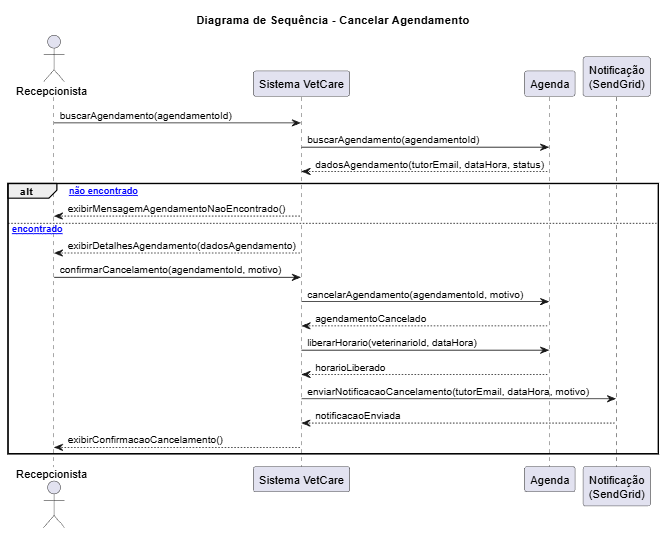 Diagrama de Sequência - Cancelar Agendamento
Recepcionista
Sistema VetCare
Agenda
Notificação
(SendGrid)
buscarAgendamento(agendamentoId)
buscarAgendamento(agendamentoId)
dadosAgendamento(tutorEmail, dataHora, status)
alt
não encontrado
exibirMensagemAgendamentoNaoEncontrado()
encontrado
exibirDetalhesAgendamento(dadosAgendamento)
confirmarCancelamento(agendamentoId, motivo)
cancelarAgendamento(agendamentoId, motivo)
agendamentoCancelado
liberarHorario(veterinarioId, dataHora)
horarioLiberado
enviarNotificacaoCancelamento(tutorEmail, dataHora, motivo)
notificacaoEnviada
exibirConfirmacaoCancelamento()
Recepcionista
Sistema VetCare
Agenda
Notificação
(SendGrid)